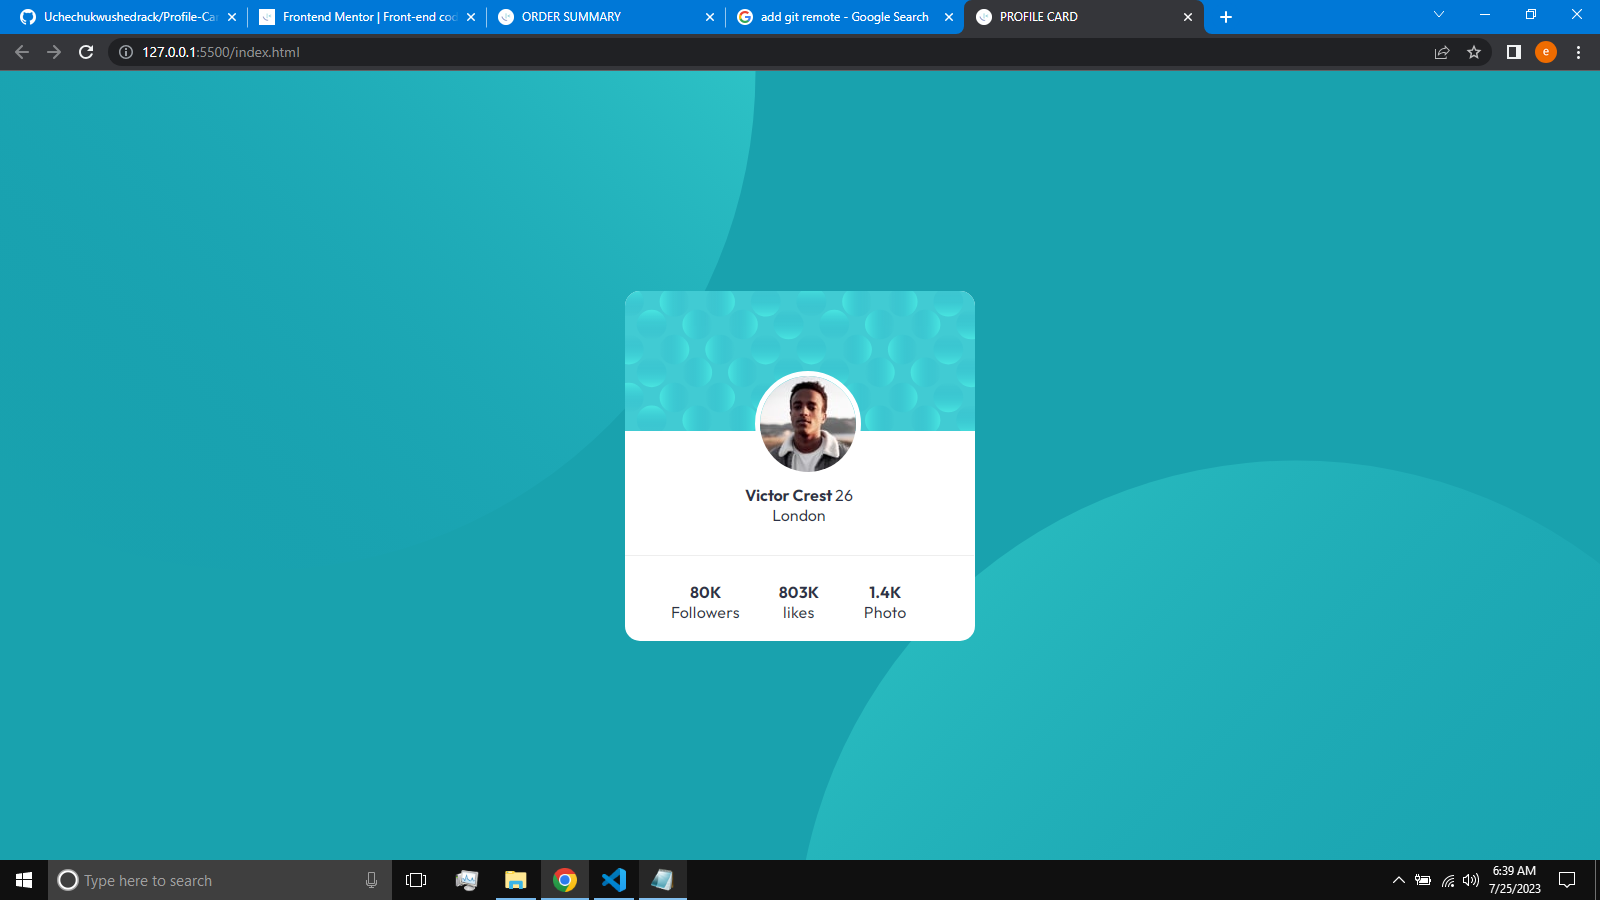 Uchechukwushedrack/Profile-Car
Frontend Mentor | Front-end cod
ORDER SUMMARY
add git remote - Google Search
PROFILE CARD
127.0.0.1:5500/index.html
e
Victor Crest 26
London
80K
Followers
803K
likes
1.4K
Photo
Type here to search
6:39 AM
7/25/2023